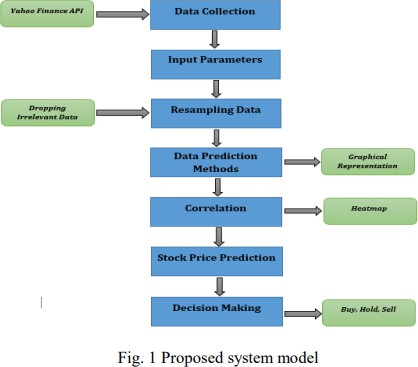 Yahoo Finance API
Data Collection
Input Parameters
Dropping
Irrelevant Data
Resampling Data
Data Prediction
Methods
Graphical
Representation
Correlation
Heatmap
Stock Price Prediction
Decision Making
Buy, Hold, Sell
Fig. 1 Proposed system model